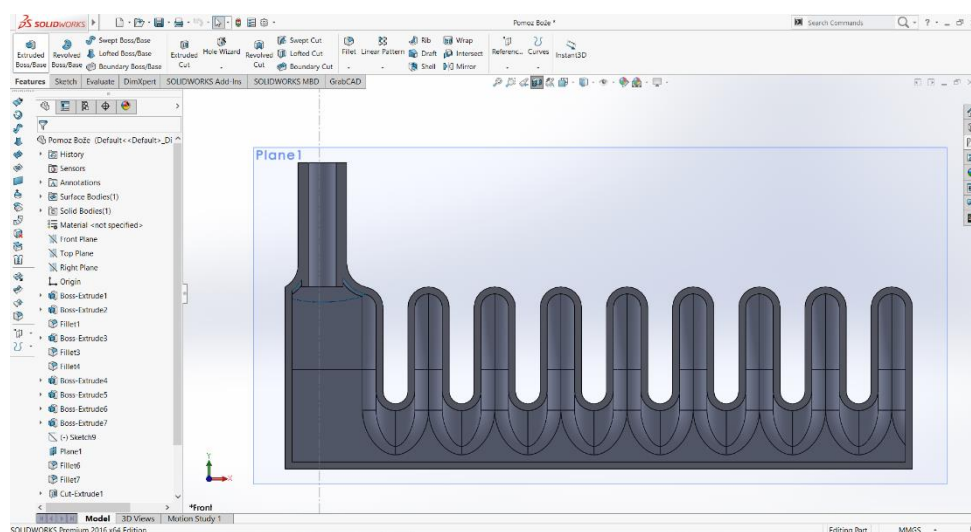 SOLIDWORKS
Pomoz Bože *
Search Commands
Extruded Boss/Base
Revolved Boss/Base
Swept Boss/Base
Lofted Boss/Base
Boundary Boss/Base
Extruded Cut
Hole Wizard
Revolved Cut
Swept Cut
Lofted Cut
Boundary Cut
Fillet
Linear Pattern
Rib
Draft
Shell
Wrap
Intersect
Mirror
Referenc...
Curves
Instant3D
Features
Sketch
Evaluate
DimXpert
SOLIDWORKS Add-Ins
SOLIDWORKS MBD
GrabCAD
Pomoz Bože (Default<<Default>_Di
History
Sensors
Annotations
Surface Bodies(1)
Solid Bodies(1)
Material <not specified>
Front Plane
Top Plane
Right Plane
Origin
Boss-Extrude1
Boss-Extrude2
Fillet1
Boss-Extrude3
Fillet3
Fillet4
Boss-Extrude4
Boss-Extrude5
Boss-Extrude6
Boss-Extrude7
(-) Sketch9
Plane1
Fillet6
Fillet7
Cut-Extrude1
Plane1
Y
X
*Front
Model
3D Views
Motion Study 1
SOLIDWORKS Premium 2016 x64 Edition
Editing Part
MMGS